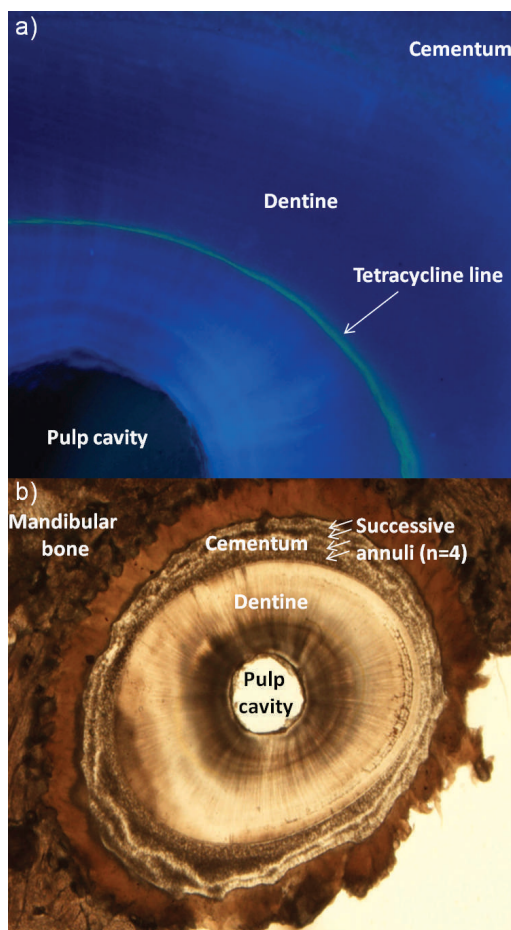 a)
Cementum
Dentine
Tetracycline line
Pulp cavity
b)
Mandibular
bone
Cementum
Successive
annuli (n=4)
Dentine
Pulp
cavity